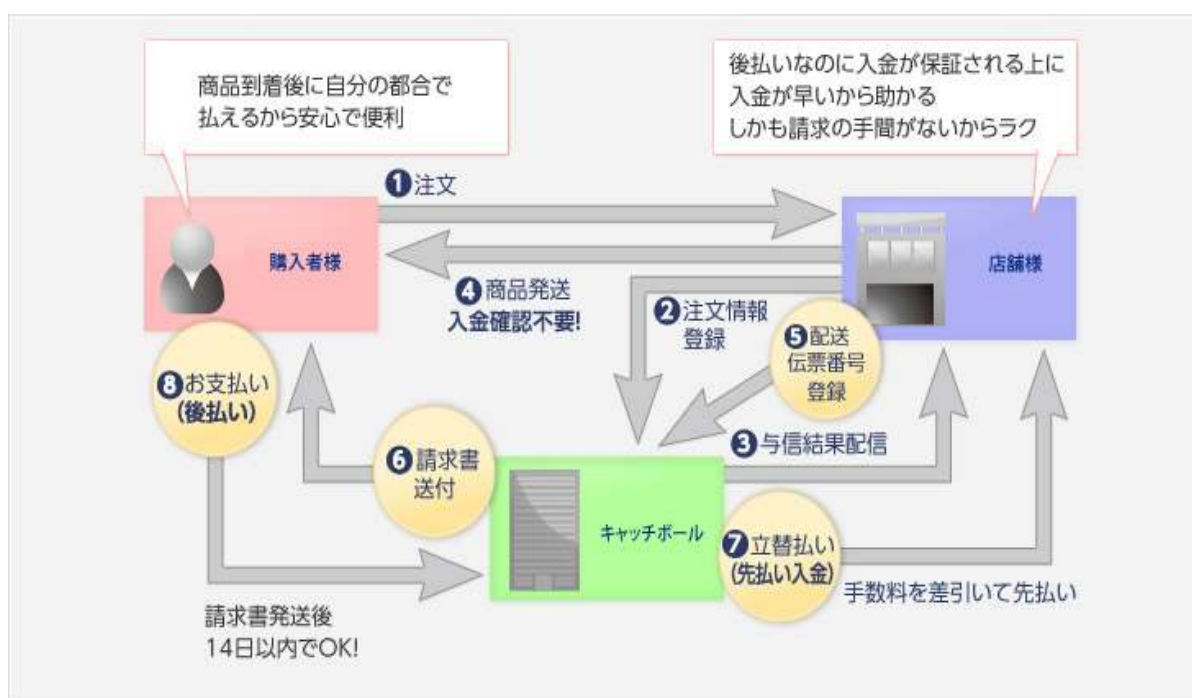 商品到着後に自分の都合で
払えるから安心で便利
後払いなのに入金が保証される上に
入金が早いから助かる
しかも請求の手間がないからラク
❶注文
購入者様
店舗様
❹商品発送
入金確認不要!
❷注文情報
登録
❺配送
伝票番号
登録
❽お支払い
(後払い)
❸与信結果配信
❻請求書
送付
キャッチボール
❼立替払い
(先払い入金)
手数料を差引いて先払い
請求書発送後
14日以内でOK!